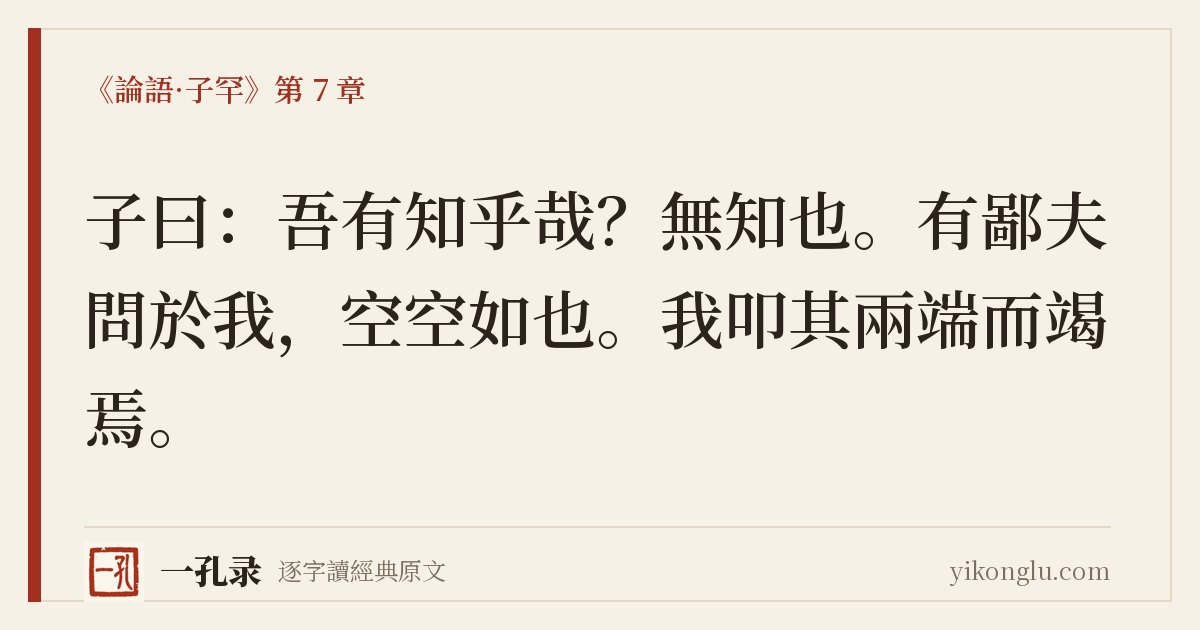 《論語·子罕》第 7 章
子曰：吾有知乎哉？無知也。有鄙夫
問於我，空空如也。我叩其兩端而竭
焉。
一孔
一孔录 逐字讀經典原文
yikonglu.com